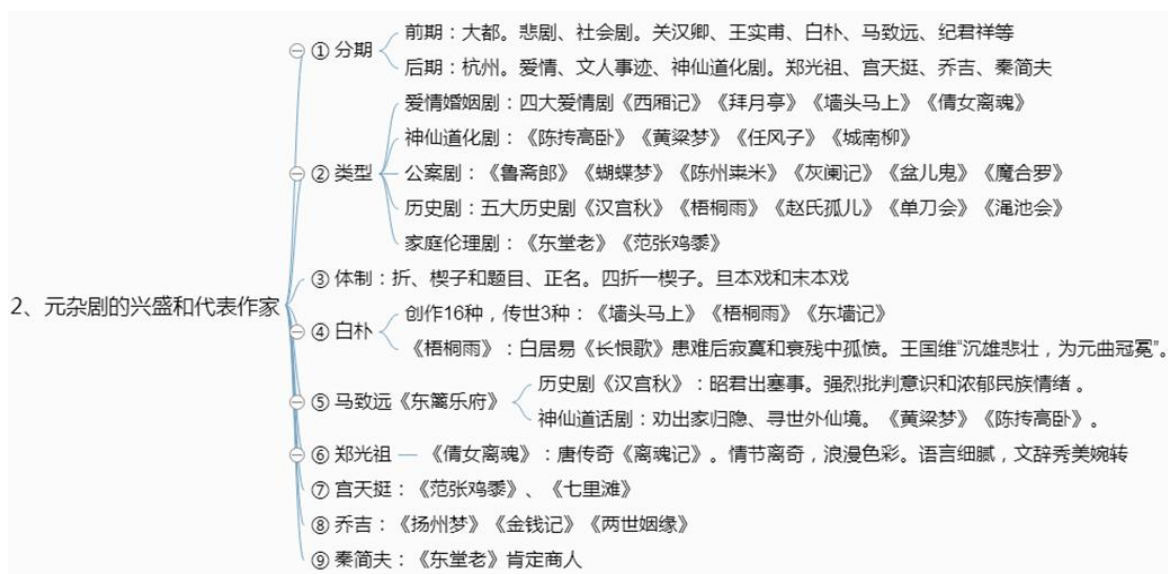 2、元杂剧的兴盛和代表作家
① 分期
前期：大都。悲剧、社会剧。关汉卿、王实甫、白朴、马致远、纪君祥等
后期：杭州。爱情、文人事迹、神仙道化剧。郑光祖、宫天挺、乔吉、秦简夫
② 类型
爱情婚姻剧：四大爱情剧《西厢记》《拜月亭》《墙头马上》《倩女离魂》
神仙道化剧：《陈抟高卧》《黄粱梦》《任风子》《城南柳》
公案剧：《鲁斋郎》《蝴蝶梦》《陈州粜米》《灰阑记》《盆儿鬼》《魔合罗》
历史剧：五大历史剧《汉宫秋》《梧桐雨》《赵氏孤儿》《单刀会》《渑池会》
家庭伦理剧：《东堂老》《范张鸡黍》
③ 体制：折、楔子和题目、正名。四折一楔子。旦本戏和末本戏
④ 白朴
创作16种，传世3种：《墙头马上》《梧桐雨》《东墙记》
《梧桐雨》：白居易《长恨歌》患难后寂寞和衰残中孤愤。王国维“沉雄悲壮，为元曲冠冕”。
⑤ 马致远《东篱乐府》
历史剧《汉宫秋》：昭君出塞事。强烈批判意识和浓郁民族情绪。
神仙道话剧：劝出家归隐、寻世外仙境。《黄粱梦》《陈抟高卧》。
⑥ 郑光祖
《倩女离魂》：唐传奇《离魂记》。情节离奇，浪漫色彩。语言细腻，文辞秀美婉转
⑦ 宫天挺：《范张鸡黍》、《七里滩》
⑧ 乔吉：《扬州梦》《金钱记》《两世姻缘》
⑨ 秦简夫：《东堂老》肯定商人